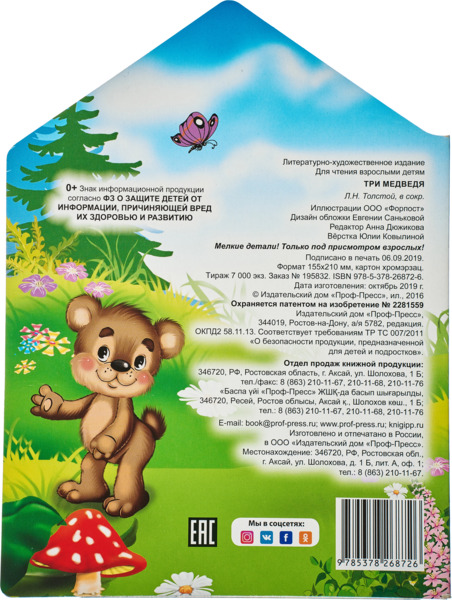 Литературно-художественное издание
Для чтения взрослыми детям
ТРИ МЕДВЕДЯ
Л.Н. Толстой, в сокр.
0+ Знак информационной продукции
согласно ФЗ О ЗАЩИТЕ ДЕТЕЙ ОТ
ИНФОРМАЦИИ, ПРИЧИНЯЮЩЕЙ ВРЕД
ИХ ЗДОРОВЬЮ И РАЗВИТИЮ
Иллюстрации ООО «Форпост»
Дизайн обложки Евгении Саньковой
Редактор Анна Дюжикова
Вёрстка Юлии Ковылиной
Мелкие детали! Только под присмотром взрослых!
Подписано в печать 06.09.2019.
Формат 155х210 мм, картон хромэрзац.
Тираж 7 000 экз. Заказ № 195832. ISBN 978-5-378-26872-6.
Дата изготовления: октябрь 2019 г.
© Издательский дом «Проф-Пресс», ил., 2016
Охраняется патентом на изобретение № 2281559
Издательский дом «Проф-Пресс»,
344019, Ростов-на-Дону, а/я 5782, редакция.
ОКПД2 58.11.13. Соответствует требованиям ТР ТС 007/2011
«О безопасности продукции, предназначенной
для детей и подростков».
Отдел продаж книжной продукции:
346720, РФ, Ростовская область, г. Аксай, ул. Шолохова, 1 Б;
тел./факс: 8 (863) 210-11-67, 210-11-68, 210-11-76
«Баспа үйі «Проф-Пресс» ЖШҚ-да басып шығарылды.
346720, Ресей, Ростов облысы, Аксай қ., Шолохов көш., 1 Б;
тел.: 8 (863) 210-11-67, 210-11-68, 210-11-76
E-mail: book@prof-press.ru; www.prof-press.ru; knigipp.ru
Изготовлено и отпечатано в России,
в ООО «Издательский дом «Проф-Пресс».
Местонахождение: 346720, РФ, Ростовская обл.,
г. Аксай, ул. Шолохова, д. 1 Б, лит. А, оф. 1;
тел.: 8 (863) 210-11-67.
EAC
Мы в соцсетях:
9 785378 268726